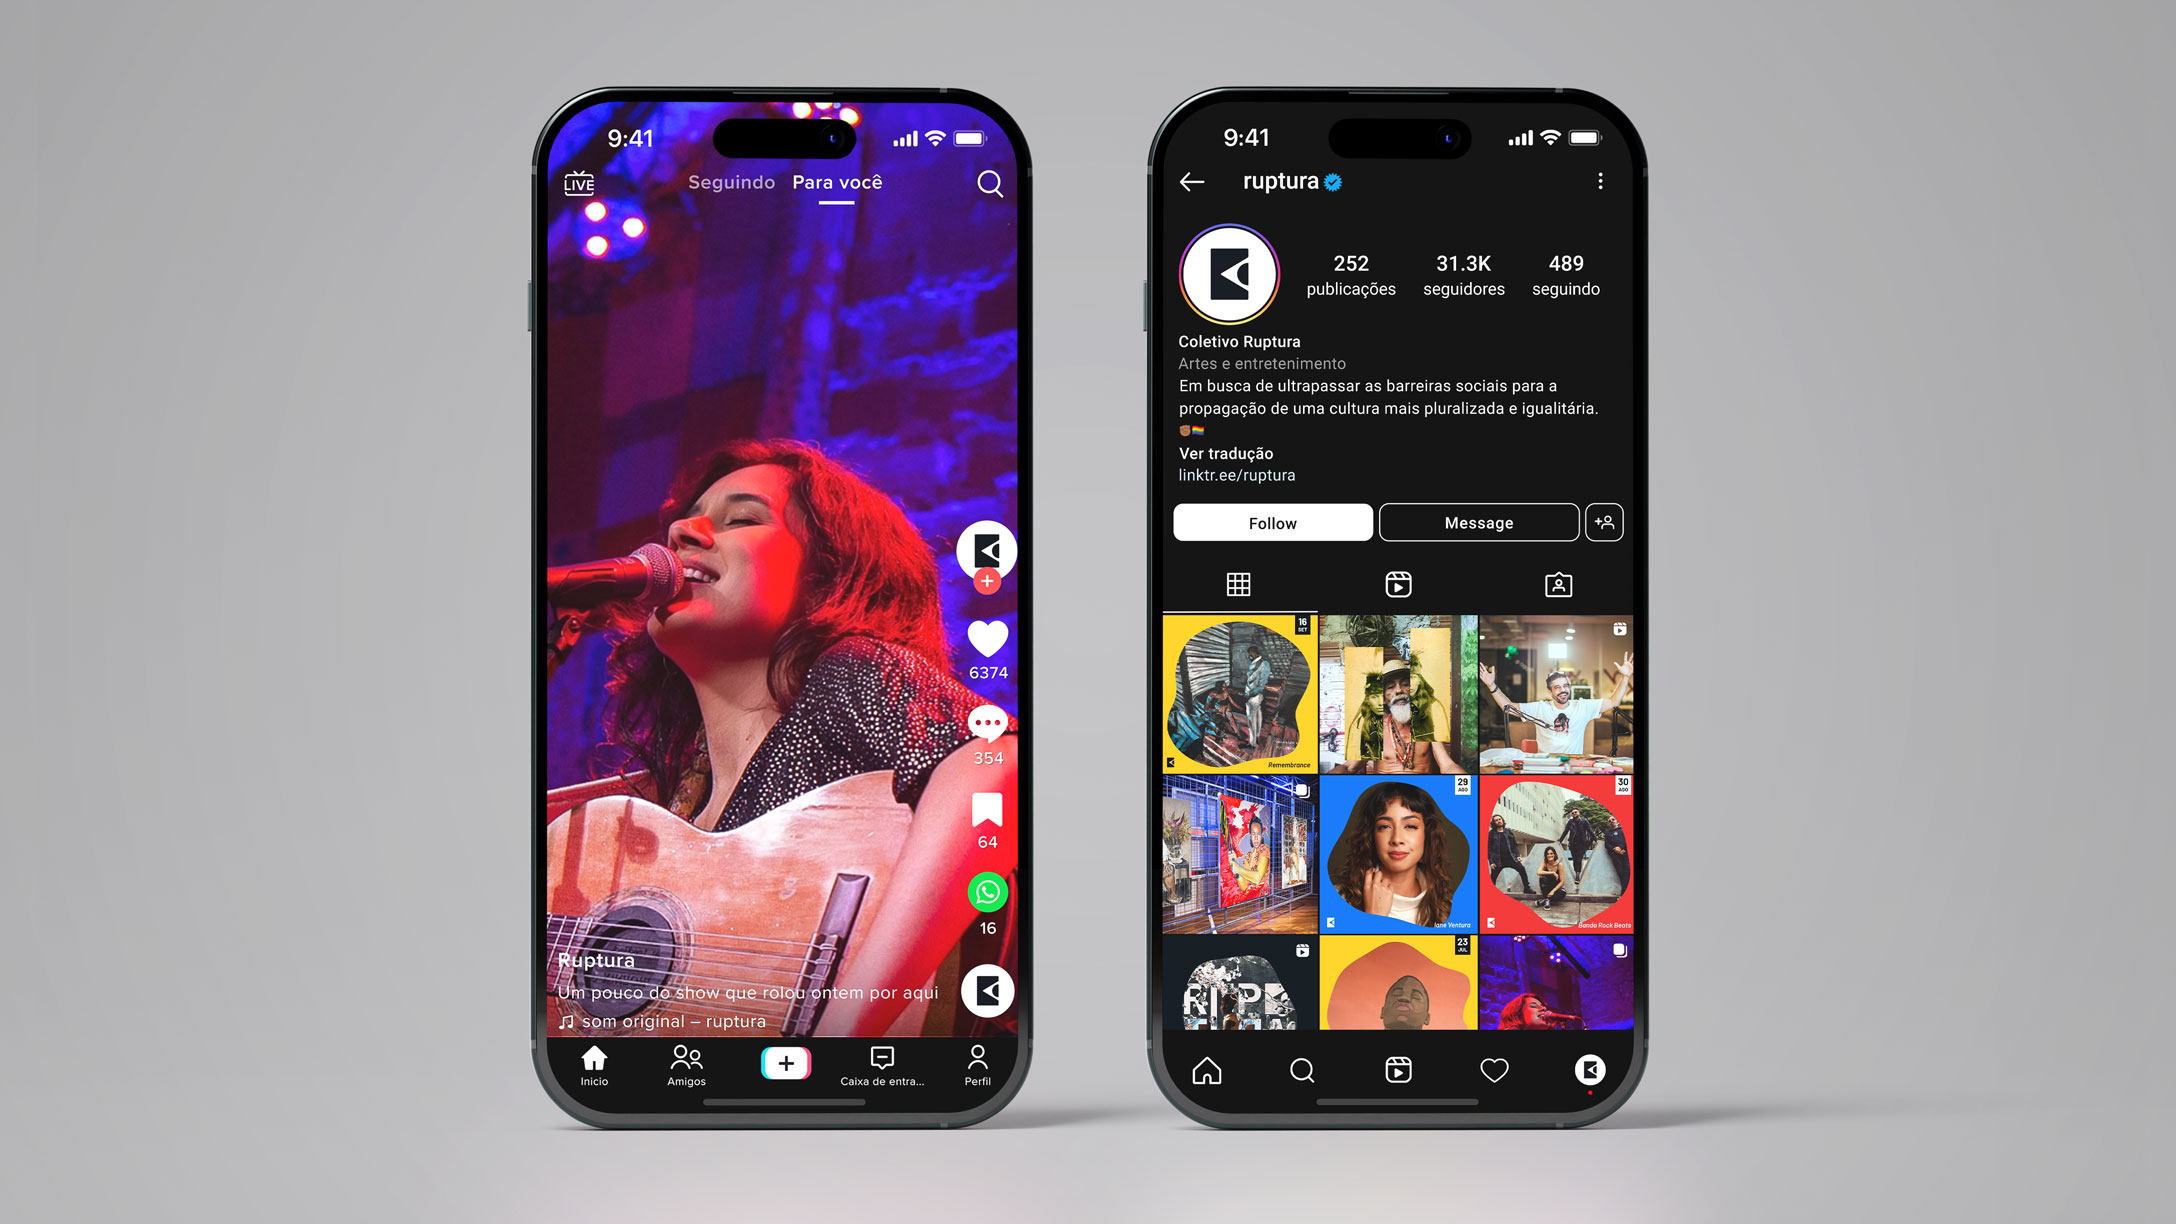 9:41
LIVE
Seguindo Para você
6374
354
64
16
Ruptura
Um pouco do show que rolou ontem por aqui
som original – ruptura
Inicio
Amigos
Caixa de entra...
Perfil
9:41
ruptura
252 31.3K 489
publicações seguidores seguindo
Coletivo Ruptura
Artes e entretenimento
Em busca de ultrapassar as barreiras sociais para a
propagação de uma cultura mais pluralizada e igualitária.
Ver tradução
linktr.ee/ruptura
Follow Message
16
SET
Remembrance
29
AGO
Jane Ventura
30
AGO
Banda Rock Beats
23
JUL